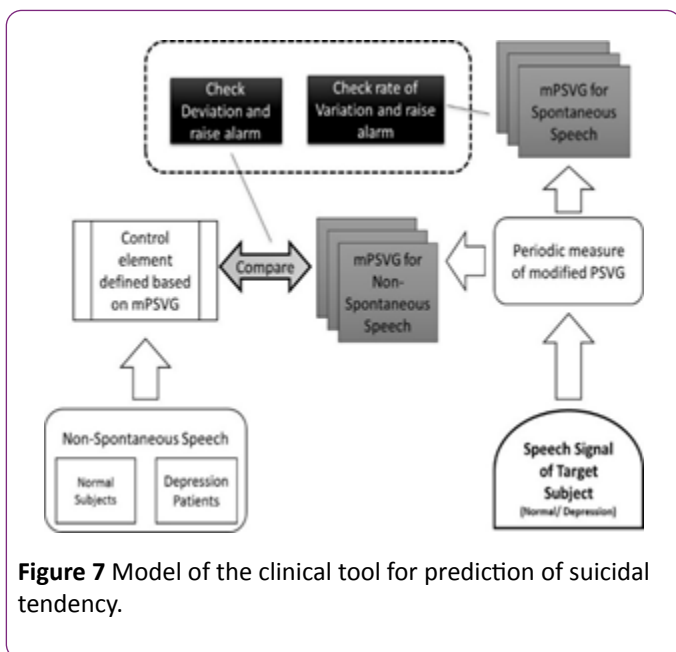 Check
Deviation and
raise alarm
Check rate of
Variation and raise
alarm
mPSVG for
Spontaneous
Speech
Control
element
defined based
on mPSVG
Compare
mPSVG for
Non-
Spontaneous
Speech
Periodic measure
of modified PSVG
Non-Spontaneous Speech
Normal
Subjects
Depression
Patients
Speech Signal
of Target
Subject
(Normal/ Depression)
Figure 7 Model of the clinical tool for prediction of suicidal
tendency.